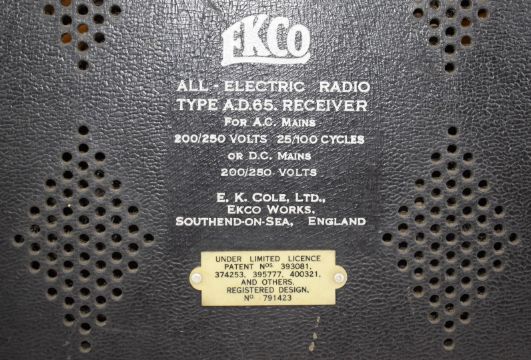 EKCO
ALL-ELECTRIC RADIO
TYPE A.D.65. RECEIVER
FOR A.C. MAINS
200/250 VOLTS 25/100 CYCLES
OR D.C. MAINS
200/250 VOLTS
E. K. COLE, LTD.,
EKCO WORKS,
SOUTHEND-ON-SEA, ENGLAND
UNDER LIMITED LICENCE
PATENT NOS. 393081,
374253, 395777, 400321,
AND OTHERS.
REGISTERED DESIGN.
NO. 791423